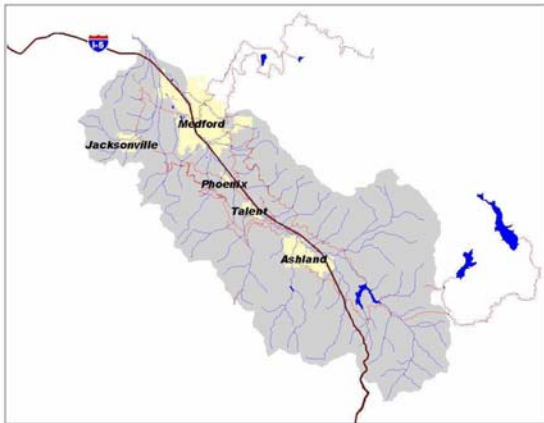 I-5
Medford
Jacksonville
Phoenix
Talent
Ashland